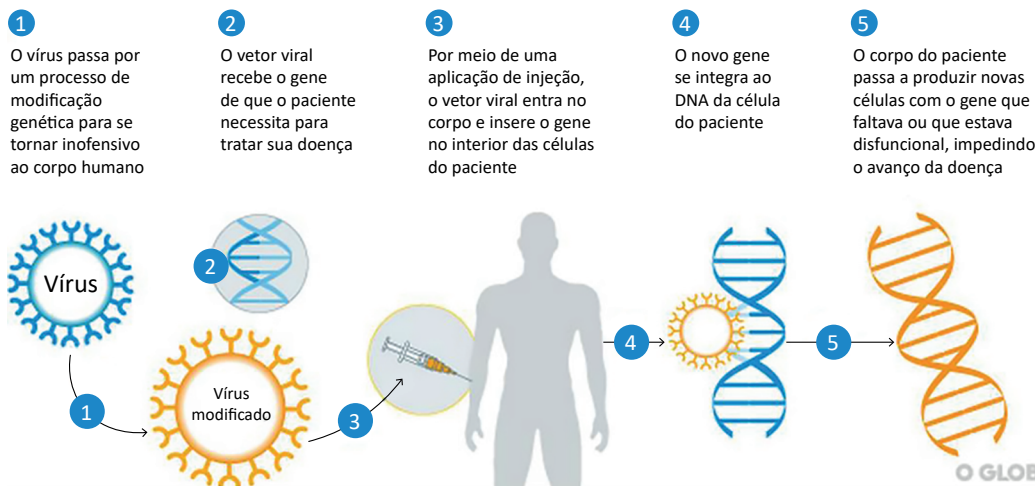 1
O vírus passa por
um processo de
modificação
genética para se
tornar inofensivo
ao corpo humano
2
O vetor viral
recebe o gene
de que o paciente
necessita para
tratar sua doença
3
Por meio de uma
aplicação de injeção,
o vetor viral entra no
corpo e insere o gene
no interior das células
do paciente
4
O novo gene
se integra ao
DNA da célula
do paciente
5
O corpo do paciente
passa a produzir novas
células com o gene que
faltava ou que estava
disfuncional, impedindo
o avanço da doença
Vírus
2
1
Vírus
modificado
3
4
5
O GLOB